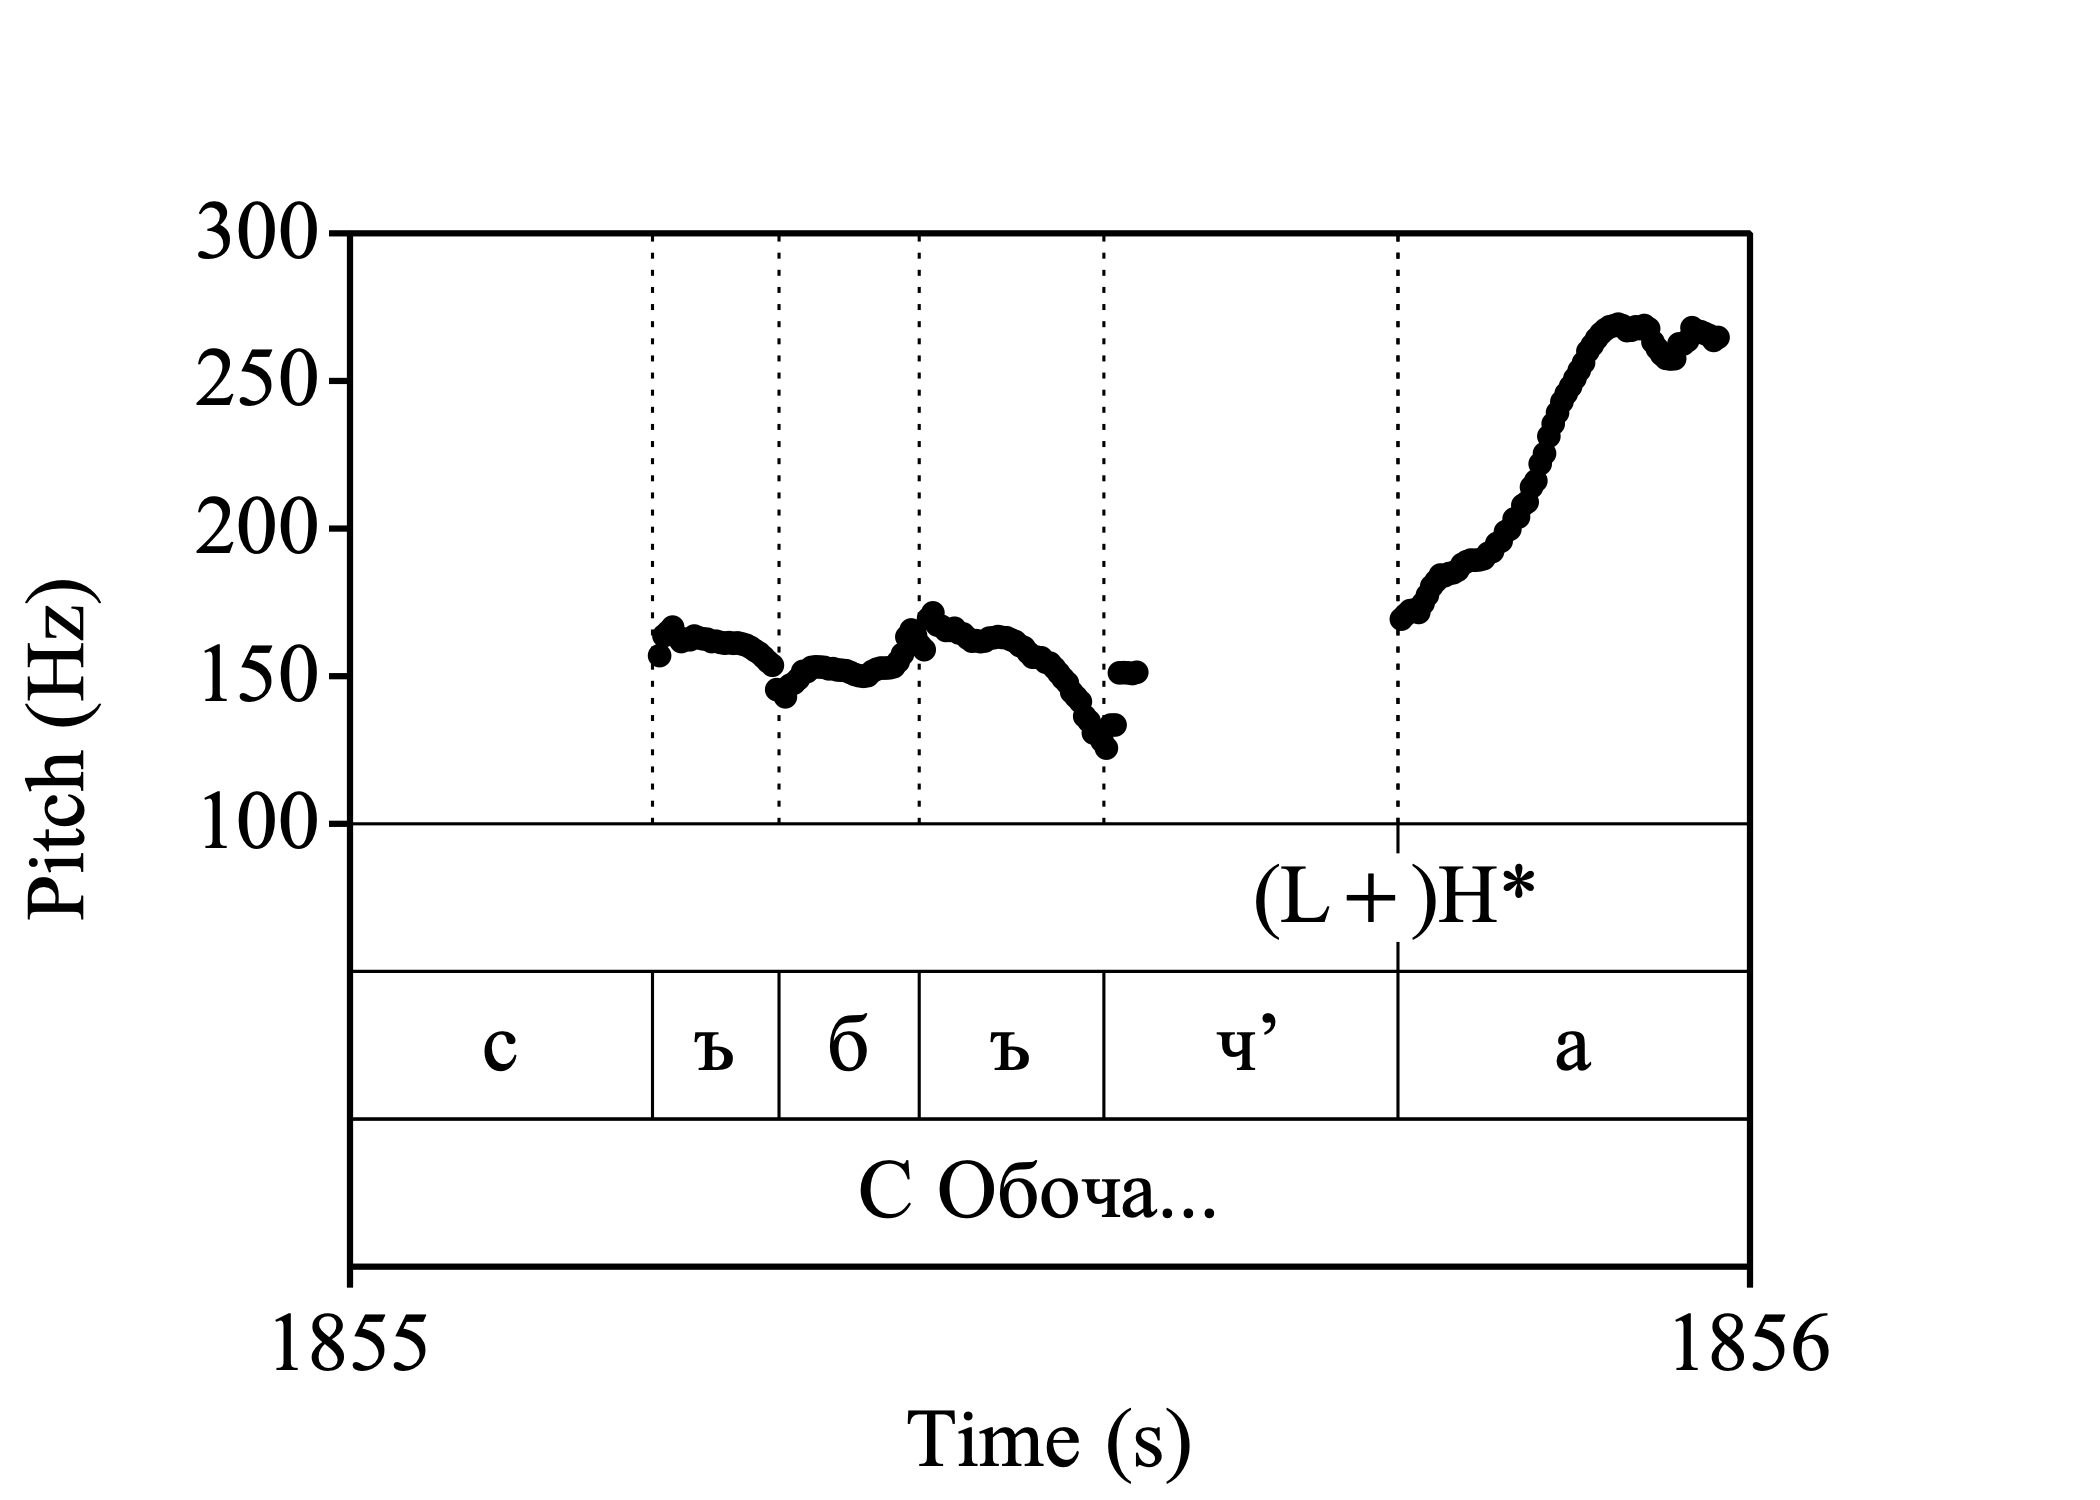 300
250
200
150
100
Pitch (Hz)
(L+)H*
с ъ б ъ ч’ а
С Обоча...
1855 1856
Time (s)